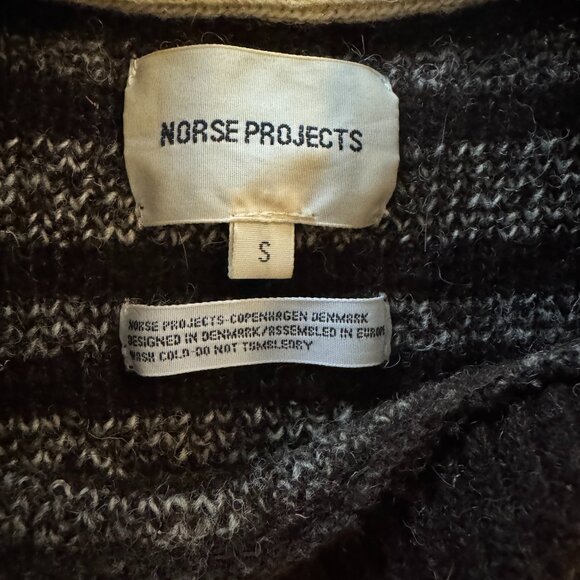 NORSE PROJECTS
S
NORSE PROJECTS-COPENHAGEN DENMARK
DESIGNED IN DENMARK/ASSEMBLED IN EUROPE
WASH COLD-DO NOT TUMBLEDRY